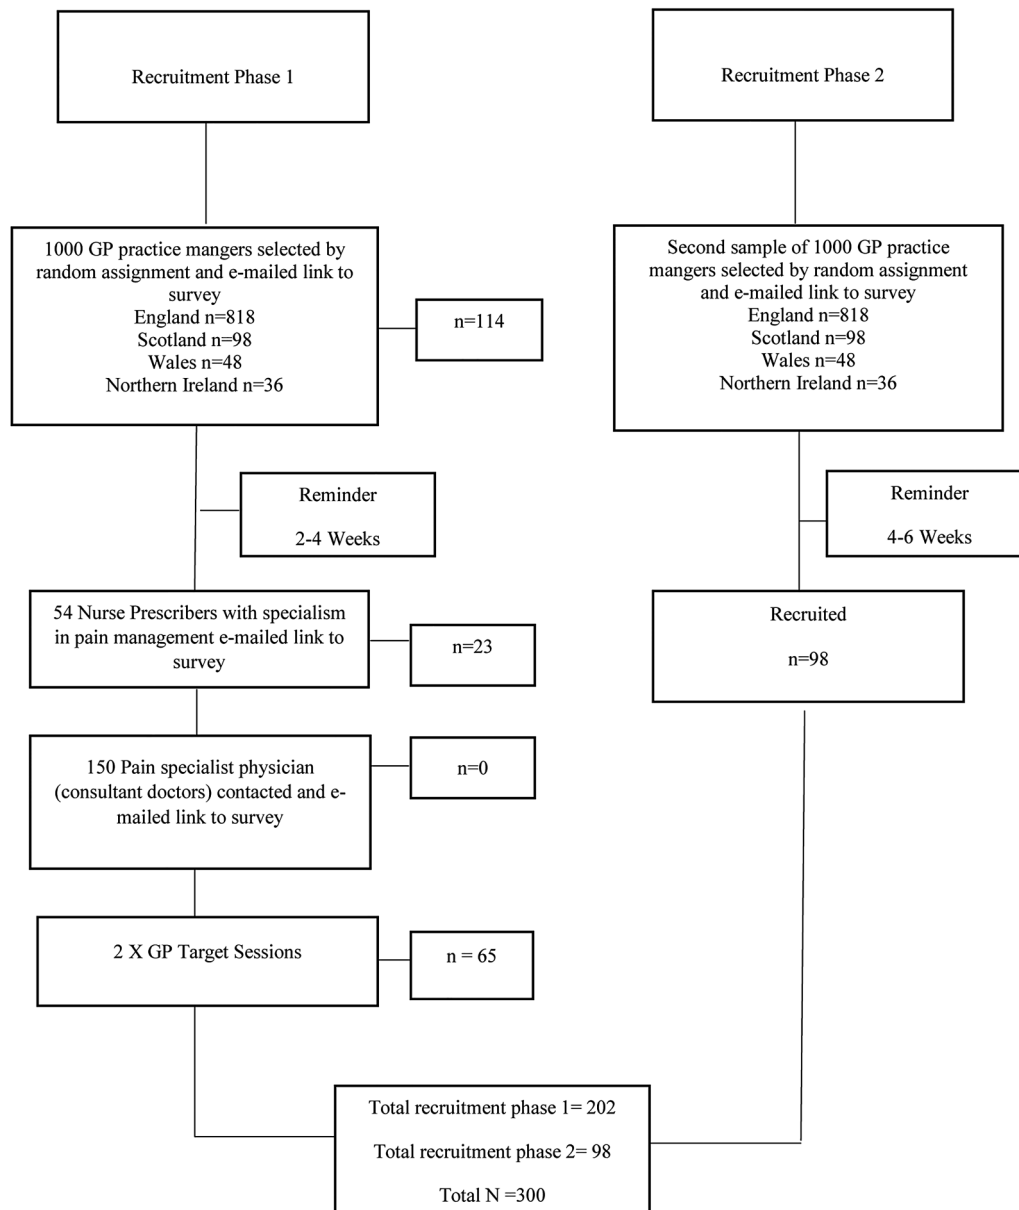 Recruitment Phase 1
1000 GP practice mangers selected by
random assignment and e-mailed link to
survey
England n=818
Scotland n=98
Wales n=48
Northern Ireland n=36
n=114
Reminder
2-4 Weeks
54 Nurse Prescribers with specialism
in pain management e-mailed link to
survey
n=23
150 Pain specialist physician
(consultant doctors) contacted and e-
mailed link to survey
n=0
2 X GP Target Sessions
n = 65
Recruitment Phase 2
Second sample of 1000 GP practice
mangers selected by random assignment
and e-mailed link to survey
England n=818
Scotland n=98
Wales n=48
Northern Ireland n=36
Reminder
4-6 Weeks
Recruited
n=98
Total recruitment phase 1= 202
Total recruitment phase 2= 98
Total N =300